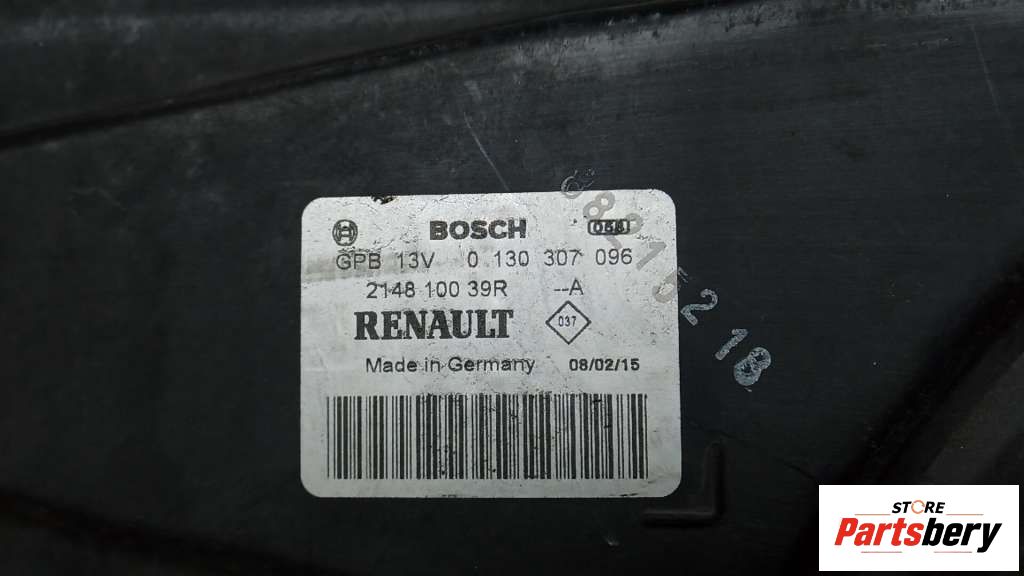 BOSCH
GPB 13V 0 130 307 096
2148 100 39R --A
RENAULT 037
Made in Germany 08/02/15
STORE
Partsbery